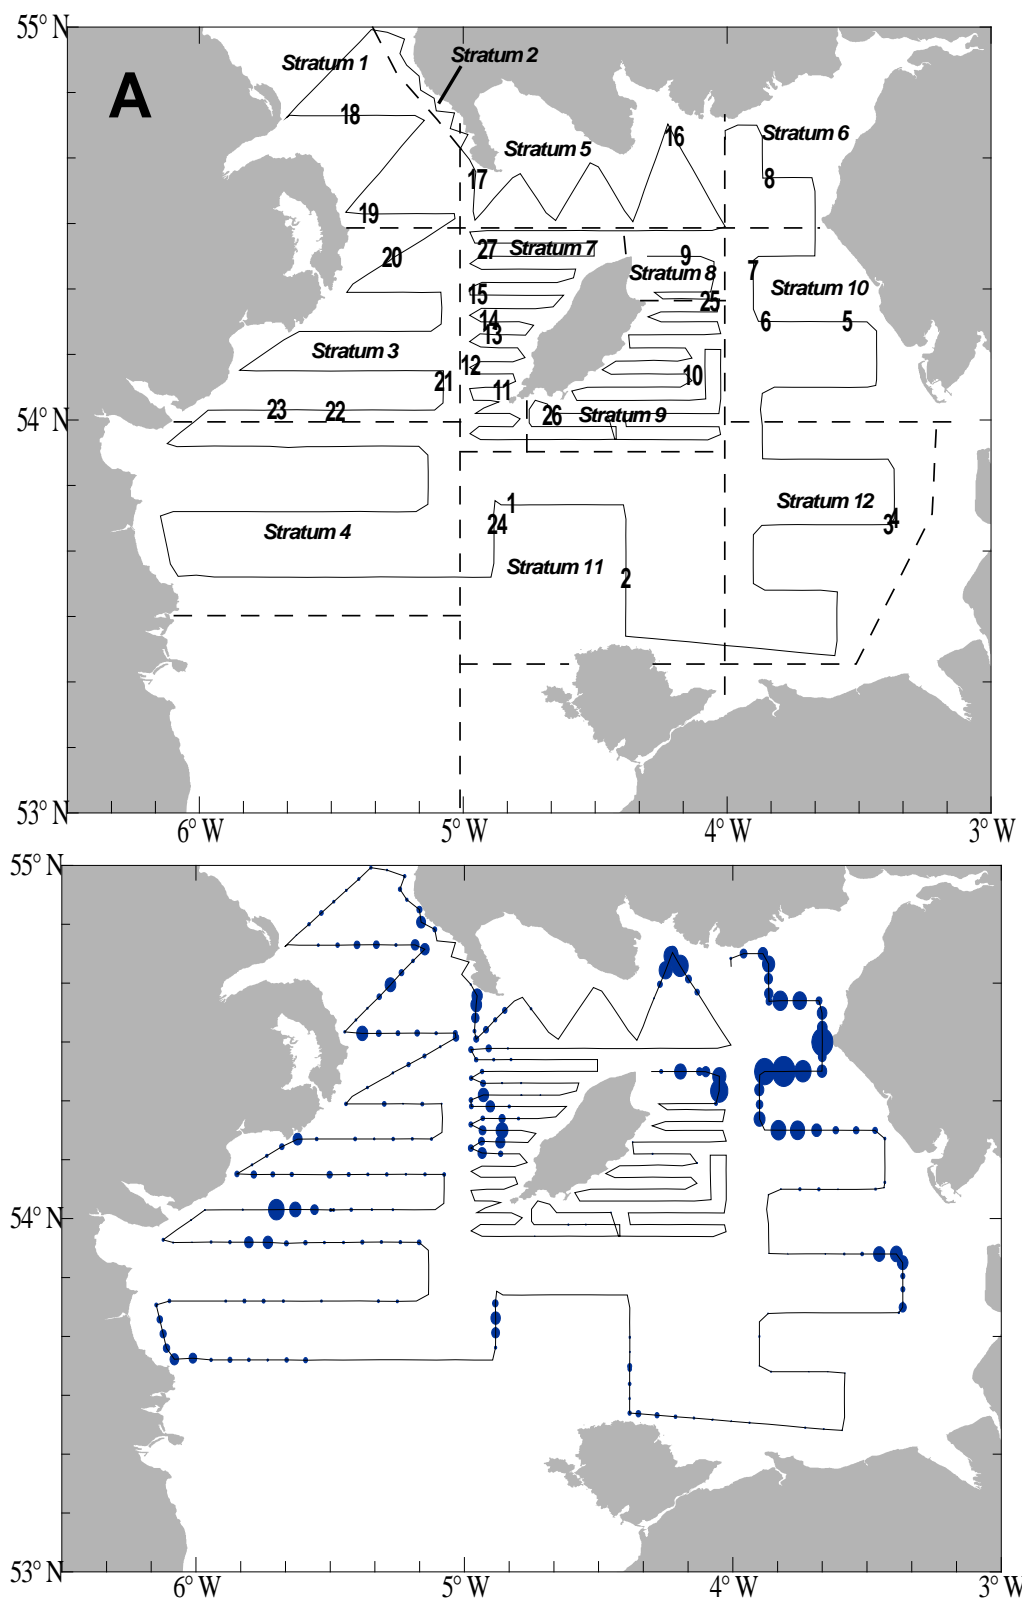 55° N
Stratum 2
Stratum 1
A
18
Stratum 6
16
Stratum 5
17
8
19
27
Stratum 7
20
9
7
Stratum 8
Stratum 10
15
25
14
6
5
13
Stratum 3
12
10
21
11
23
22
26
Stratum 9
54° N
1
Stratum 12
4
24
3
Stratum 4
Stratum 11
2
53° N
6° W
5° W
4° W
3° W
55° N
54° N
53° N
6° W
5° W
4° W
3° W